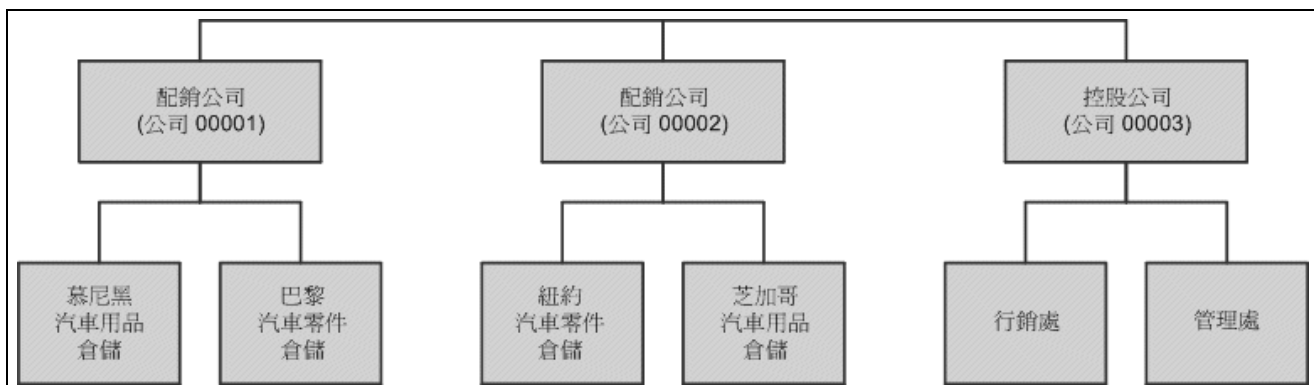 配銷公司
(公司 00001)
配銷公司
(公司 00002)
控股公司
(公司 00003)
慕尼黑
汽車用品
倉儲
巴黎
汽車零件
倉儲
紐約
汽車零件
倉儲
芝加哥
汽車用品
倉儲
行銷處
管理處